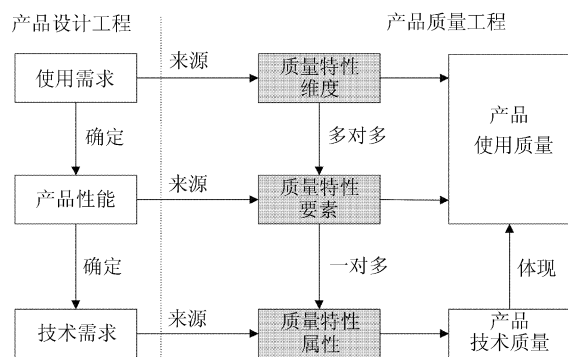 产品设计工程
产品质量工程
使用需求
来源
质量特性
维度
产品
使用质量
确定
多对多
产品性能
来源
质量特性
要素
确定
一对多
体现
技术需求
来源
质量特性
属性
产品
技术质量